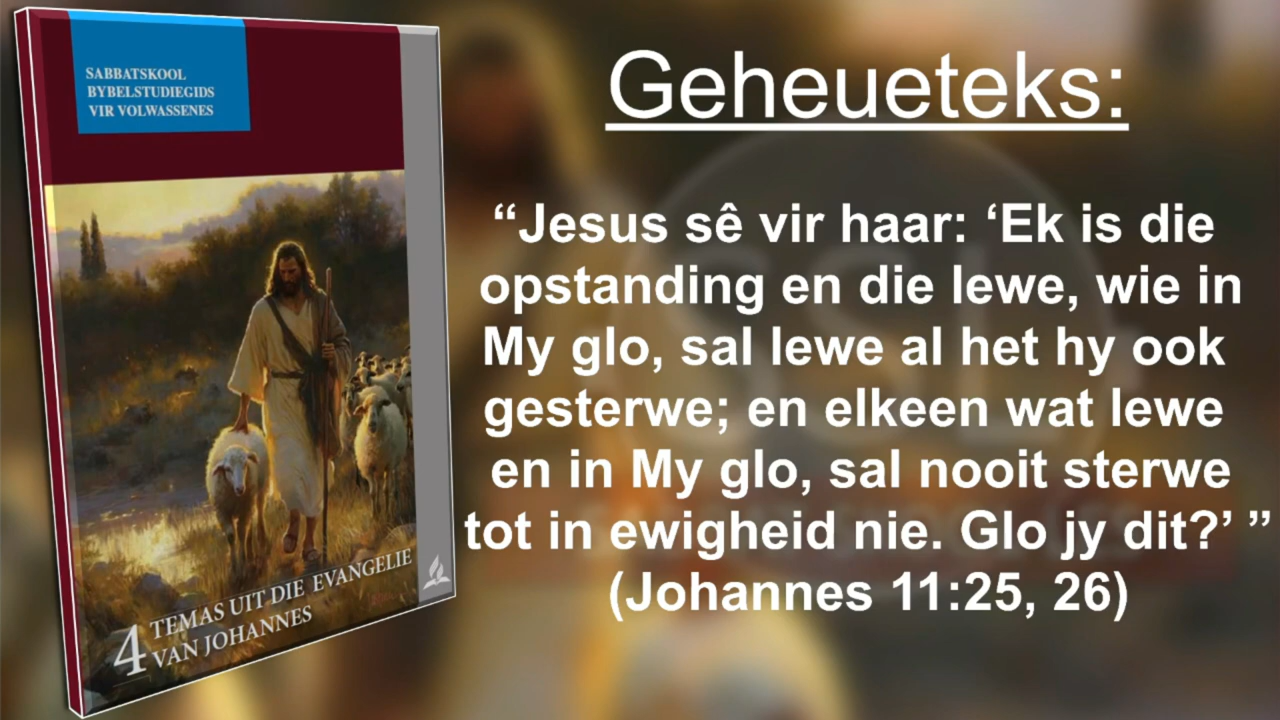 SABBATSKOOL
BYBELSTUDIEGIDS
VIR VOLWASSENES
4 TEMAS UIT DIE EVANGELIE
VAN JOHANNES
Geheueteks:
“Jesus sê vir haar: ‘Ek is die
opstanding en die lewe, wie in
My glo, sal lewe al het hy ook
gesterwe; en elkeen wat lewe
en in My glo, sal nooit sterwe
tot in ewigheid nie. Glo jy dit?’ ”
(Johannes 11:25, 26)